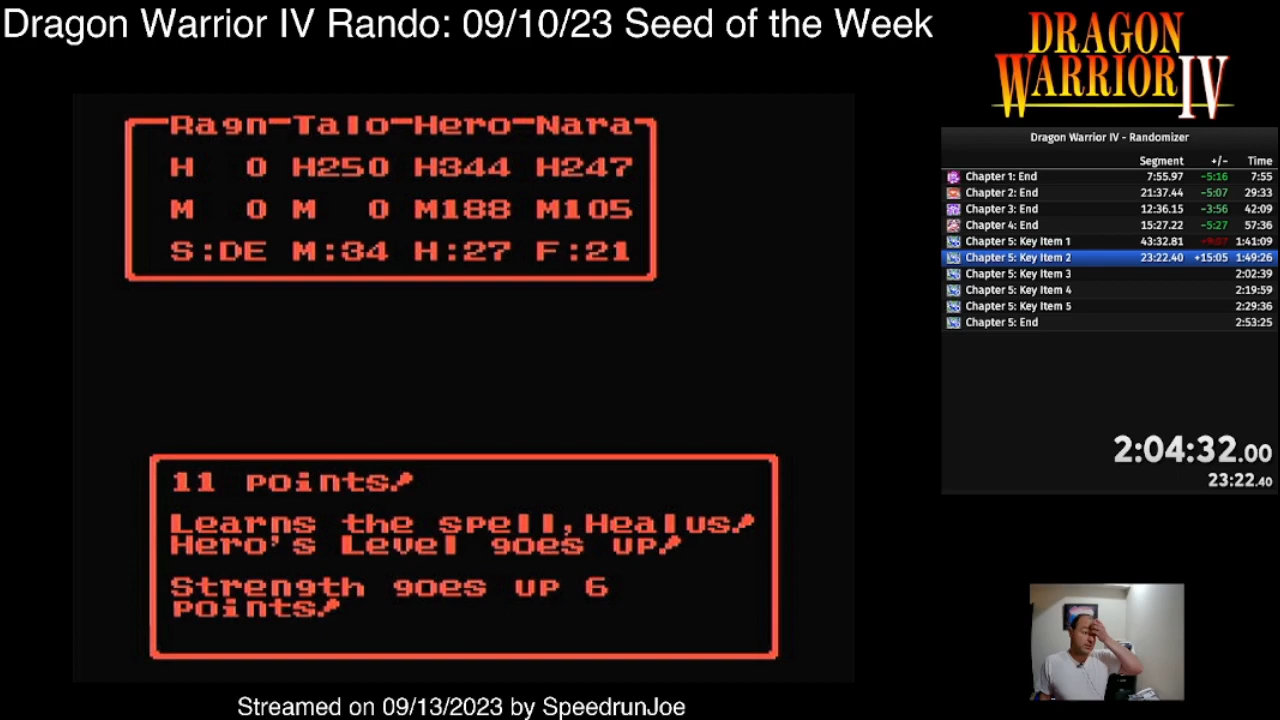 Dragon Warrior IV Rando: 09/10/23 Seed of the Week
DRAGON
WARRIOR IV
Ragn Talo Hero Nara
H 0 H250 H344 H247
M 0 M 0 M188 M105
S:DE M:34 H:27 F:21
11 points!
Learns the spell,Healus!
Hero's Level goes up!
Strength goes up 6
points!
Dragon Warrior IV - Randomizer
Segment +/- Time
Chapter 1: End 7:55.97 -5:16 7:55
Chapter 2: End 21:37.44 -5:07 29:33
Chapter 3: End 12:36.15 -3:56 42:09
Chapter 4: End 15:27.22 -5:27 57:36
Chapter 5: Key Item 1 43:32.81 -9:07 1:41:09
Chapter 5: Key Item 2 23:22.40 +15:05 1:49:26
Chapter 5: Key Item 3 2:02:39
Chapter 5: Key Item 4 2:19:59
Chapter 5: Key Item 5 2:29:36
Chapter 5: End 2:53:25
2:04:32.00
23:22.40
Streamed on 09/13/2023 by SpeedrunJoe